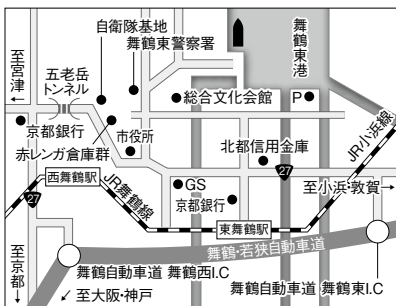 自衛隊基地
舞鶴東警察署
舞鶴東港
至宮津
五老岳
トンネル
総合文化会館
P
京都銀行
市役所
赤レンガ倉庫群
北都信用金庫
JR小浜線
27
西舞鶴駅
JR舞鶴線
GS
京都銀行
至小浜・敦賀
27
東舞鶴駅
舞鶴・若狭自動車道
至京都
舞鶴自動車道 舞鶴西I.C
舞鶴自動車道 舞鶴東I.C
至大阪・神戸